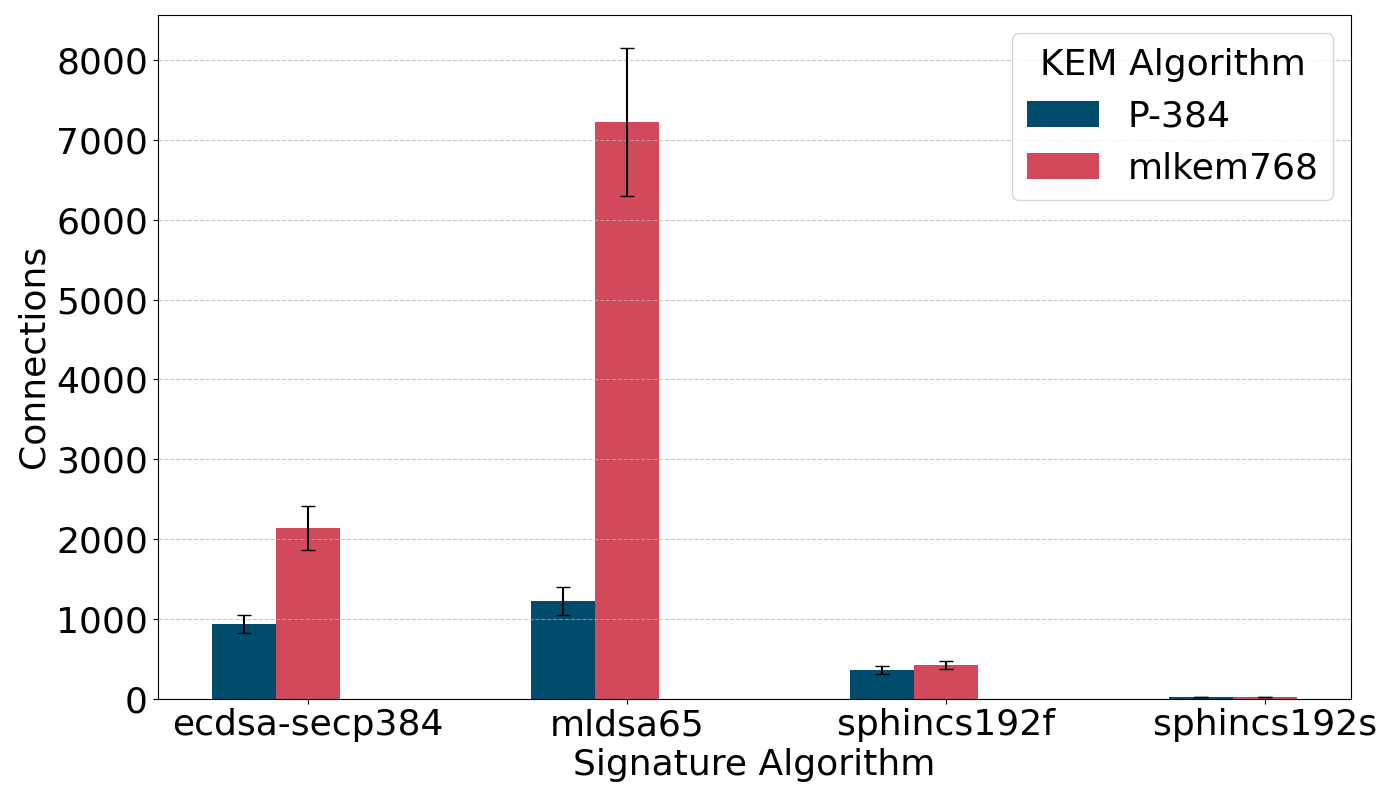 KEM Algorithm
P-384
mlkem768
8000
7000
6000
5000
4000
3000
2000
1000
0
Connections
ecdsa-secp384
mldsa65
sphincs192f
sphincs192s
Signature Algorithm